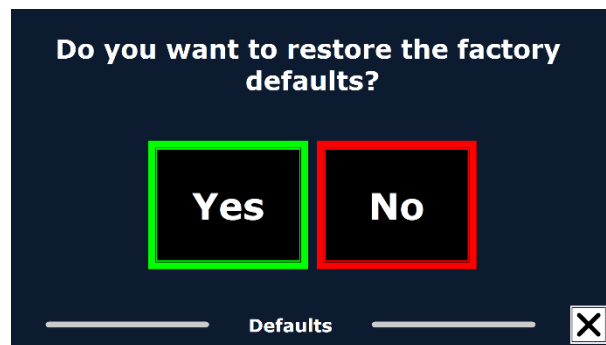 Do you want to restore the factory
defaults?
Yes No
Defaults